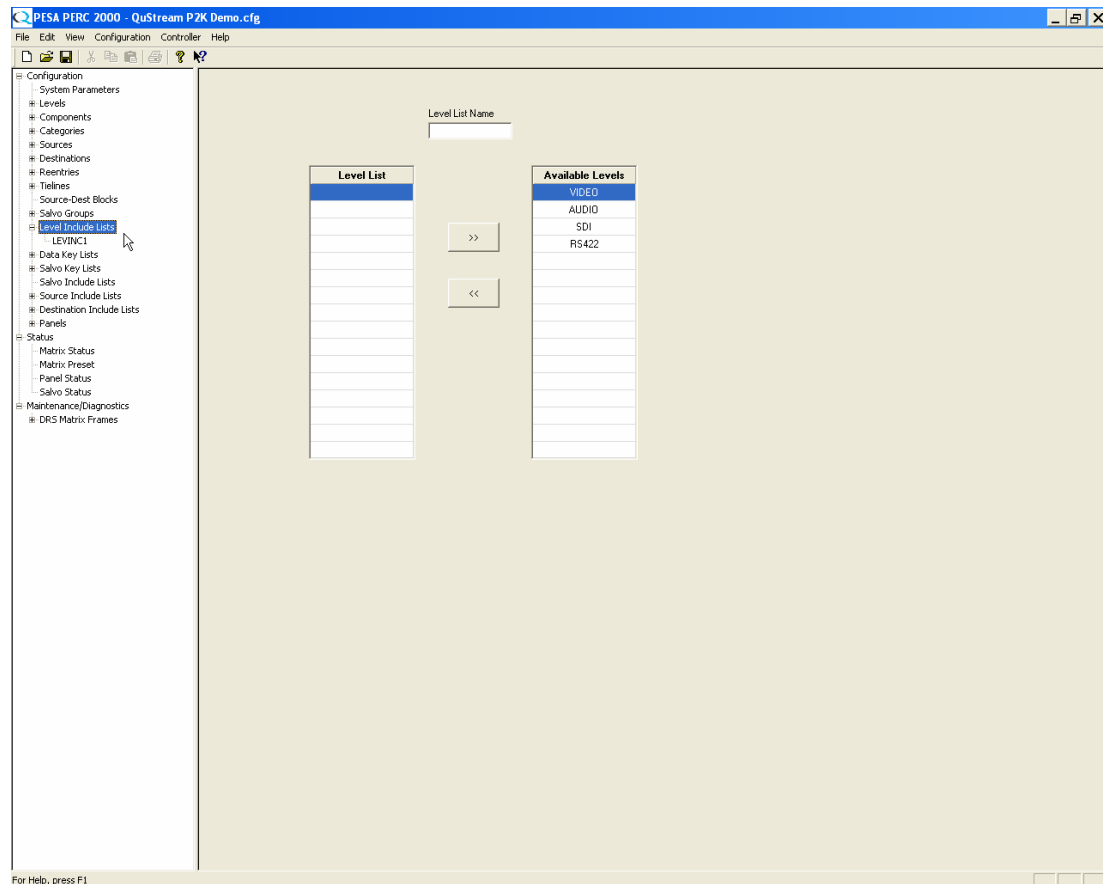 PESA PERC 2000 - QuStream P2K Demo.cfg
File Edit View Configuration Controller Help
Configuration
System Parameters
Levels
Components
Categories
Sources
Destinations
Reentries
Tielines
Source-Dest Blocks
Salvo Groups
Level Include Lists
LEVINC1
Data Key Lists
Salvo Key Lists
Salvo Include Lists
Source Include Lists
Destination Include Lists
Panels
Status
Matrix Status
Matrix Preset
Panel Status
Salvo Status
Maintenance/Diagnostics
DRS Matrix Frames
Level List Name
Level List
>>
<<
Available Levels
VIDEO
AUDIO
SDI
RS422
For Help, press F1